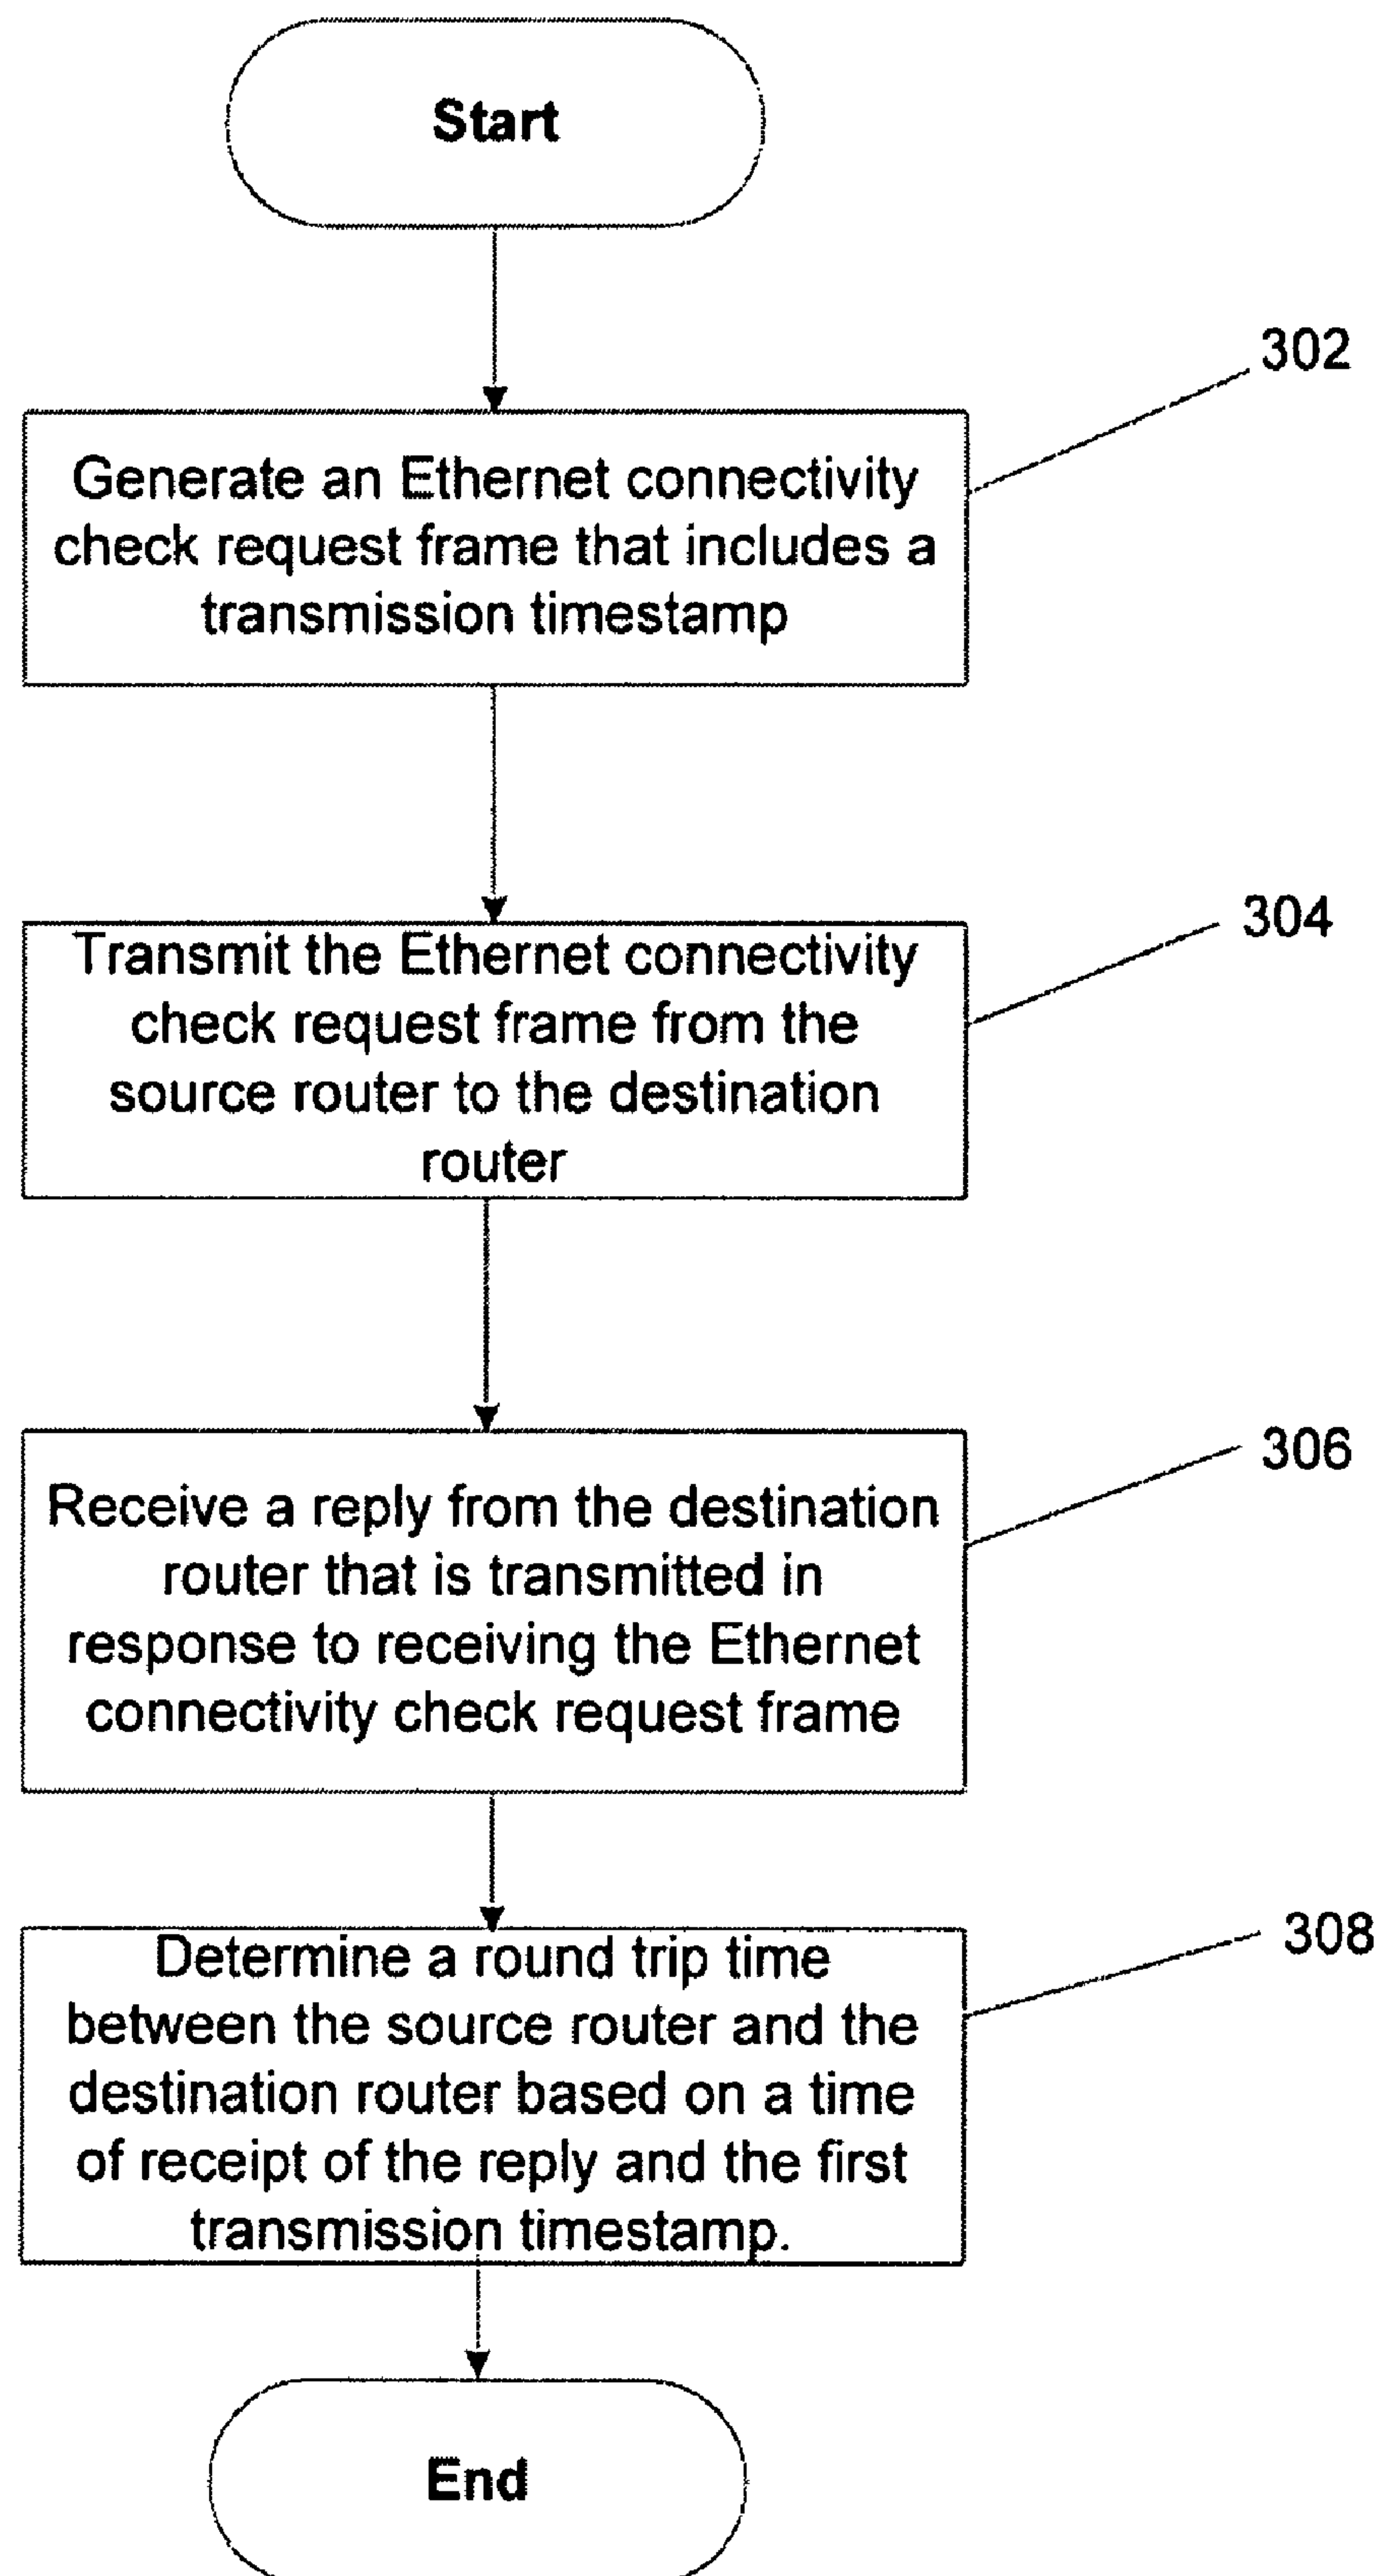 Start
302
Generate an Ethernet connectivity
check request frame that includes a
transmission timestamp
304
Transmit the Ethernet connectivity
check request frame from the
source router to the destination
router
306
Receive a reply from the destination
router that is transmitted in
response to receiving the Ethernet
connectivity check request frame
308
Determine a round trip time
between the source router and the
destination router based on a time
of receipt of the reply and the first
transmission timestamp.
End